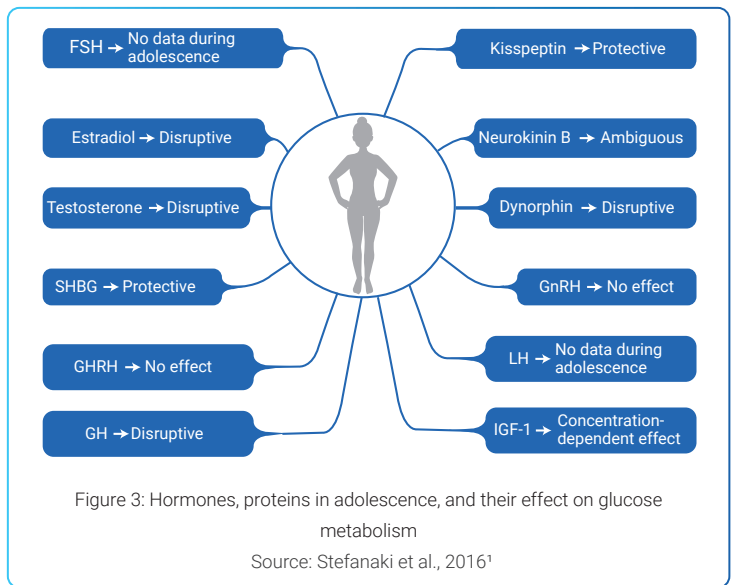 FSH → No data during
adolescence
Estradiol → Disruptive
Testosterone → Disruptive
SHBG → Protective
GHRH → No effect
GH → Disruptive
Kisspeptin → Protective
Neurokinin B → Ambiguous
Dynorphin → Disruptive
GnRH → No effect
LH → No data during
adolescence
IGF-1 → Concentration-
dependent effect
Figure 3: Hormones, proteins in adolescence, and their effect on glucose
metabolism
Source: Stefanaki et al., 2016¹